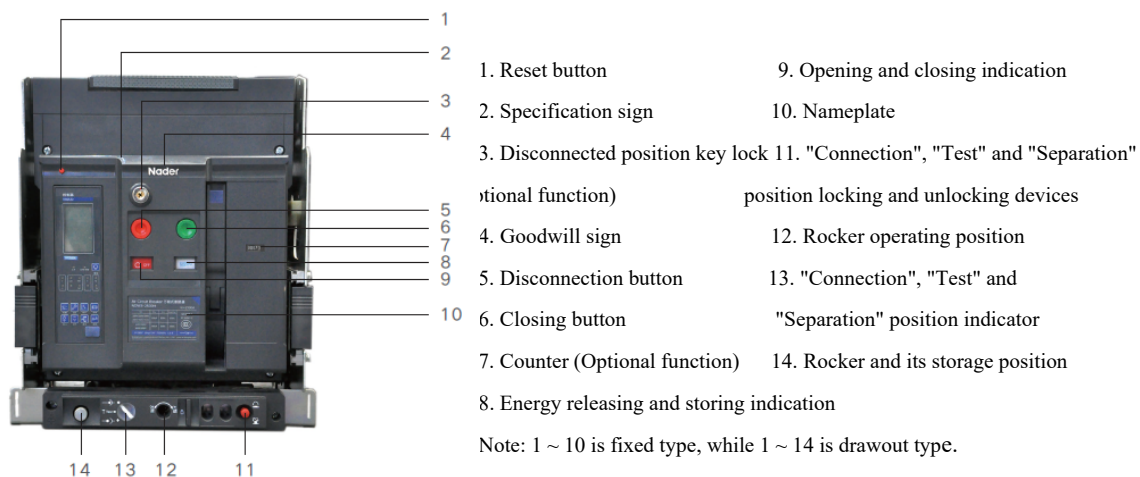 1
2
3
4
5
6
7
8
9
10
Nader
14 13 12 11
1. Reset button 9. Opening and closing indication
2. Specification sign 10. Nameplate
3. Disconnected position key lock 11. "Connection", "Test" and "Separation"
tional function) position locking and unlocking devices
4. Goodwill sign 12. Rocker operating position
5. Disconnection button 13. "Connection", "Test" and
6. Closing button "Separation" position indicator
7. Counter (Optional function) 14. Rocker and its storage position
8. Energy releasing and storing indication
Note: 1 ~ 10 is fixed type, while 1 ~ 14 is drawout type.